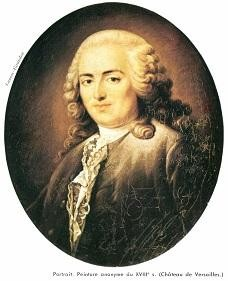 Portrait. Peinture anonyme du XVIIIᵉ s. (Château de Versailles.)